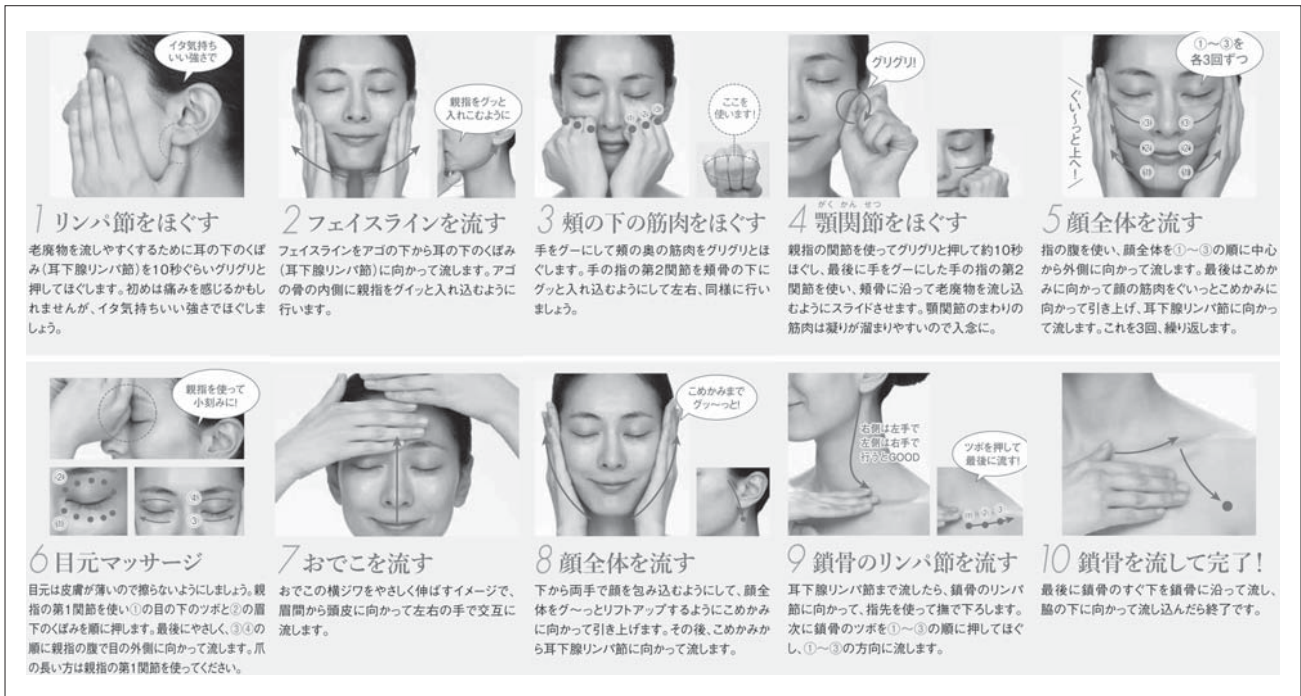 イタ気持ち
いい強さで
1 リンパ節をほぐす
老廃物を流しやすくするために耳の下のくぼ
み(耳下腺リンパ節)を10秒ぐらいグリグリと
押してほぐします。初めは痛みを感じるかもし
れませんが、イタ気持ちいい強さでほぐしま
しょう。
親指をグッと
入れこむように
2 フェイスラインを流す
フェイスラインをアゴの下から耳の下のくぼみ
(耳下腺リンパ節)に向かって流します。アゴ
の骨の内側に親指をグイッと入れ込むように
行います。
ここを
使います!
3 頬の下の筋肉をほぐす
手をグーにして頬の奥の筋肉をグリグリとほ
ぐします。手の指の第2関節を頬骨の下に
グッと入れ込むようにして左右、同様に行い
ましょう。
グリグリ!
がくかんせつ
4 顎関節をほぐす
親指の関節を使ってグリグリと押して約10秒
ほぐし、最後に手をグーにした手の指の第2
関節を使い、頬骨に沿って老廃物を流し込
むようにスライドさせます。顎関節のまわりの
筋肉は凝りが溜まりやすいので入念に。
①〜③を
各3回ずつ
ぐい〜っと上へ!
③ ③
② ②
① ①
5 顔全体を流す
指の腹を使い、顔全体を①〜③の順に中心
から外側に向かって流します。最後はこめか
みに向かって顔の筋肉をぐいっとこめかみに
向かって引き上げ、耳下腺リンパ節に向かっ
て流します。これを3回、繰り返します。
親指を使って
小刻みに!
②
①
④
③
6 目元マッサージ
目元は皮膚が薄いので擦らないようにしましょう。親
指の第1関節を使い①の目の下のツボと②の眉
下のくぼみを順に押します。最後にやさしく、③④の
順に親指の腹で目の外側に向かって流します。爪
の長い方は親指の第1関節を使ってください。
7 おでこを流す
おでこの横ジワをやさしく伸ばすイメージで、
眉間から頭皮に向かって左右の手で交互に
流します。
こめかみまで
グッ〜っと!
8 顔全体を流す
下から両手で顔を包み込むようにして、顔全
体をグ〜っとリフトアップするようにこめかみ
に向かって引き上げます。その後、こめかみか
ら耳下腺リンパ節に向かって流します。
右側は左手で
左側は右手で
行うとGOOD
ツボを押して
最後に流す!
① ② ③
9 鎖骨のリンパ節を流す
耳下腺リンパ節まで流したら、鎖骨のリンパ
節に向かって、指先を使って撫で下ろします。
次に鎖骨のツボを①〜③の順に押してほぐ
し、①〜③の方向に流します。
10 鎖骨を流して完了!
最後に鎖骨のすぐ下を鎖骨に沿って流し、
脇の下に向かって流し込んだら終了です。